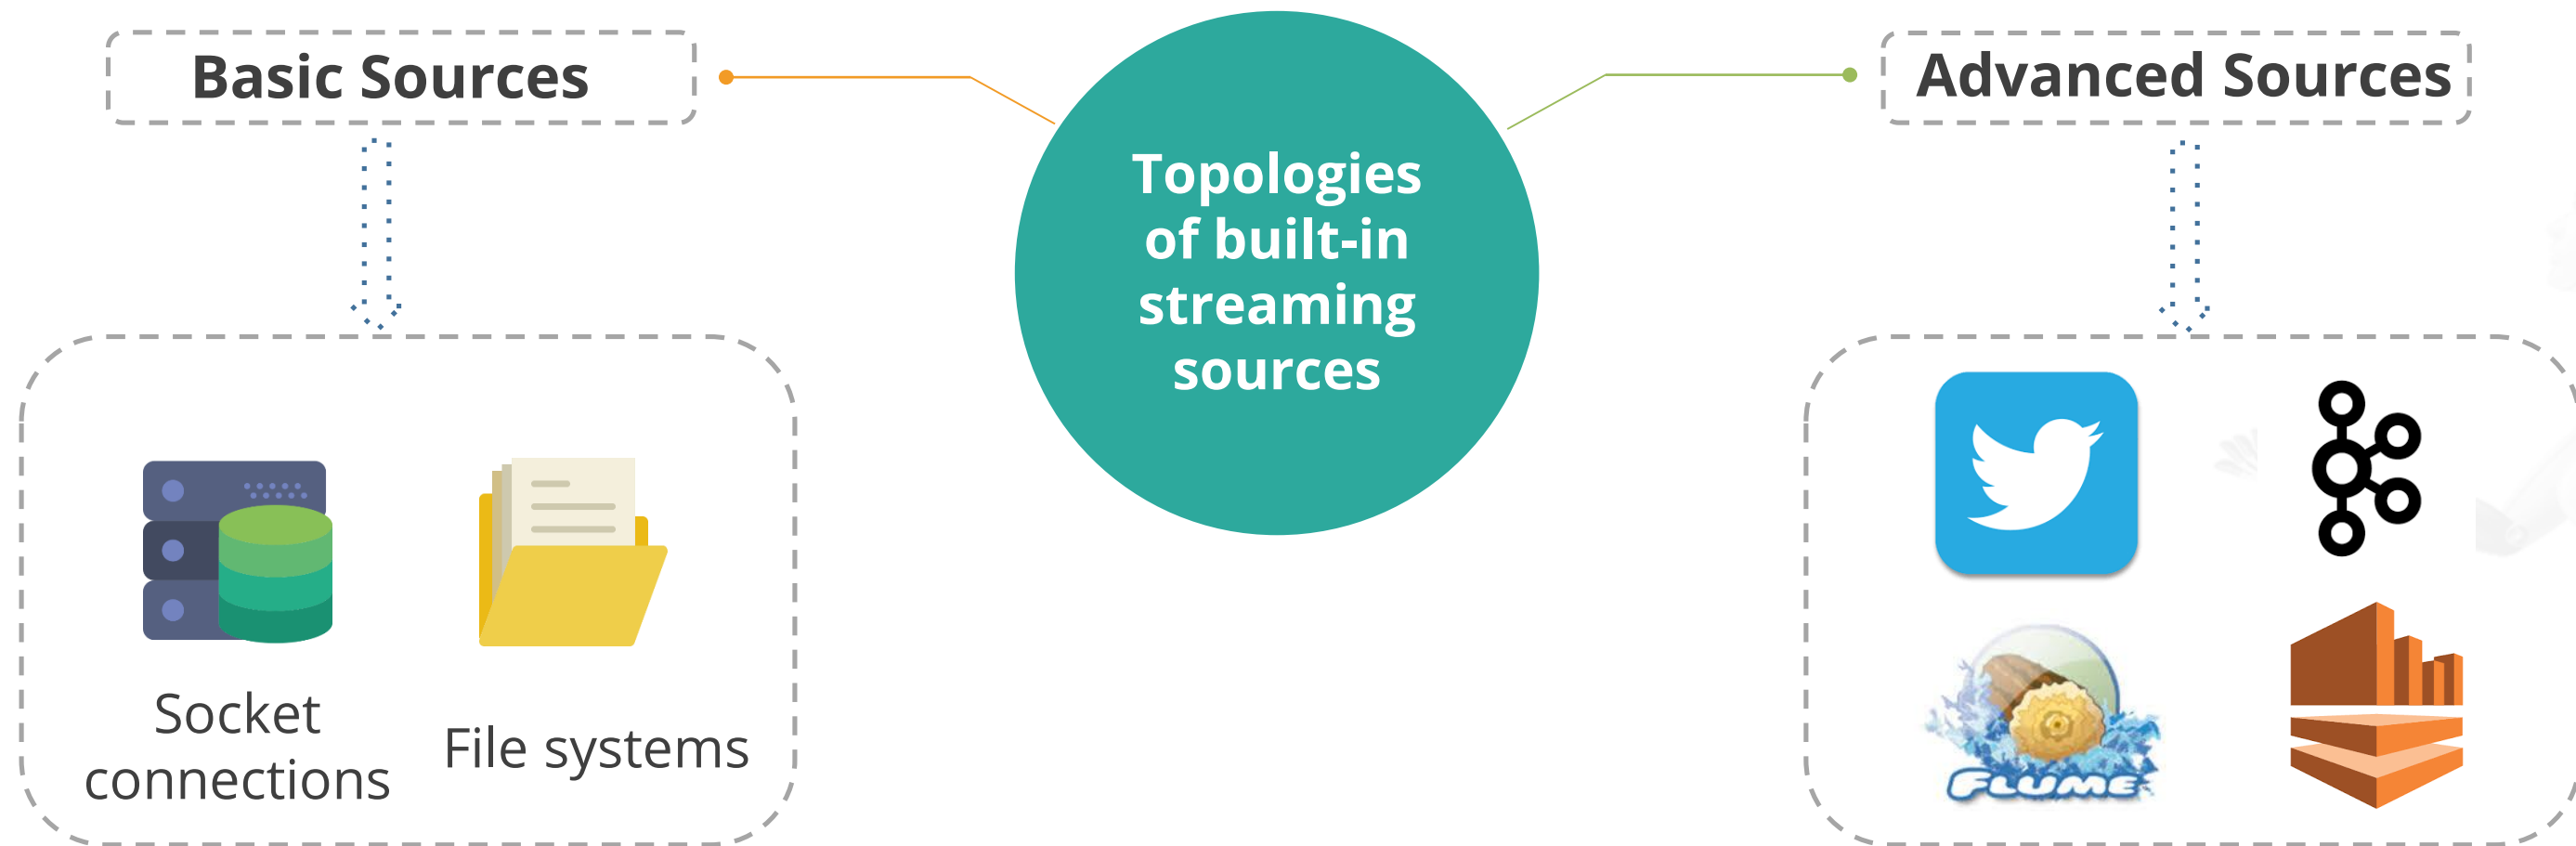 Basic Sources
Topologies
of built-in
streaming
sources
Advanced Sources
Socket
connections
File systems
FLUME